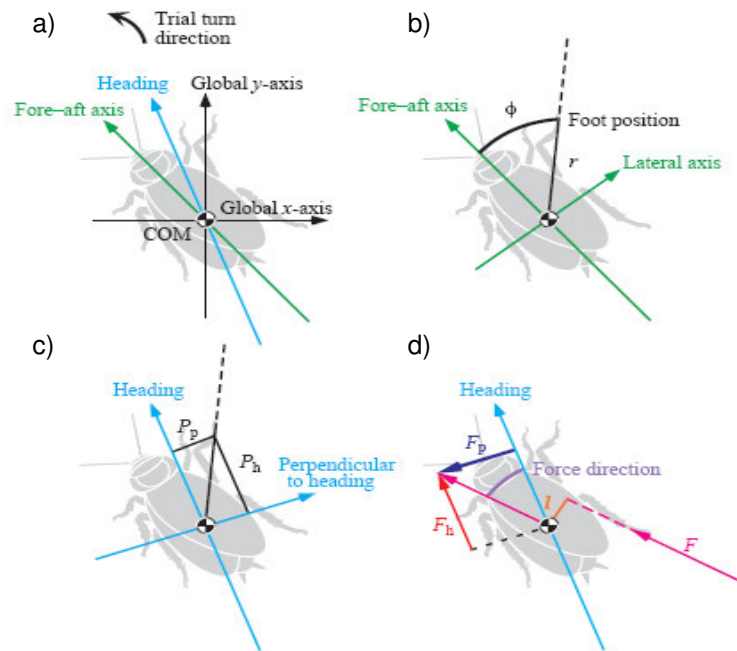 a)
Trial turn
direction
Heading
Global y-axis
Fore–aft axis
Global x-axis
COM
b)
Fore–aft axis
ϕ
Foot position
r
Lateral axis
c)
Heading
Pp
Ph
Perpendicular
to heading
d)
Heading
Fp
Force direction
Fh
l
F